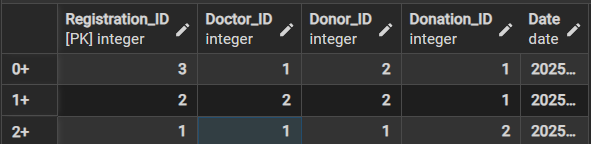 Registration_ID Doctor_ID Donor_ID Donation_ID Date
[PK] integer integer integer integer date
0+ 3 1 2 1 2025...
1+ 2 2 2 1 2025...
2+ 1 1 1 2 2025...